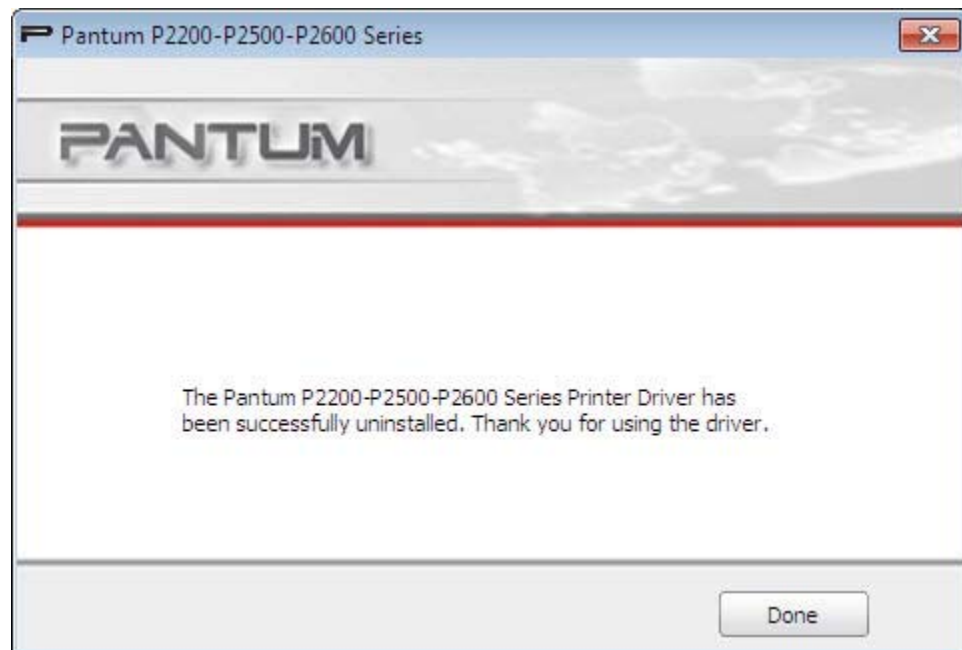 Pantum P2200-P2500-P2600 Series
PANTUM
The Pantum P2200-P2500-P2600 Series Printer Driver has
been successfully uninstalled. Thank you for using the driver.
Done